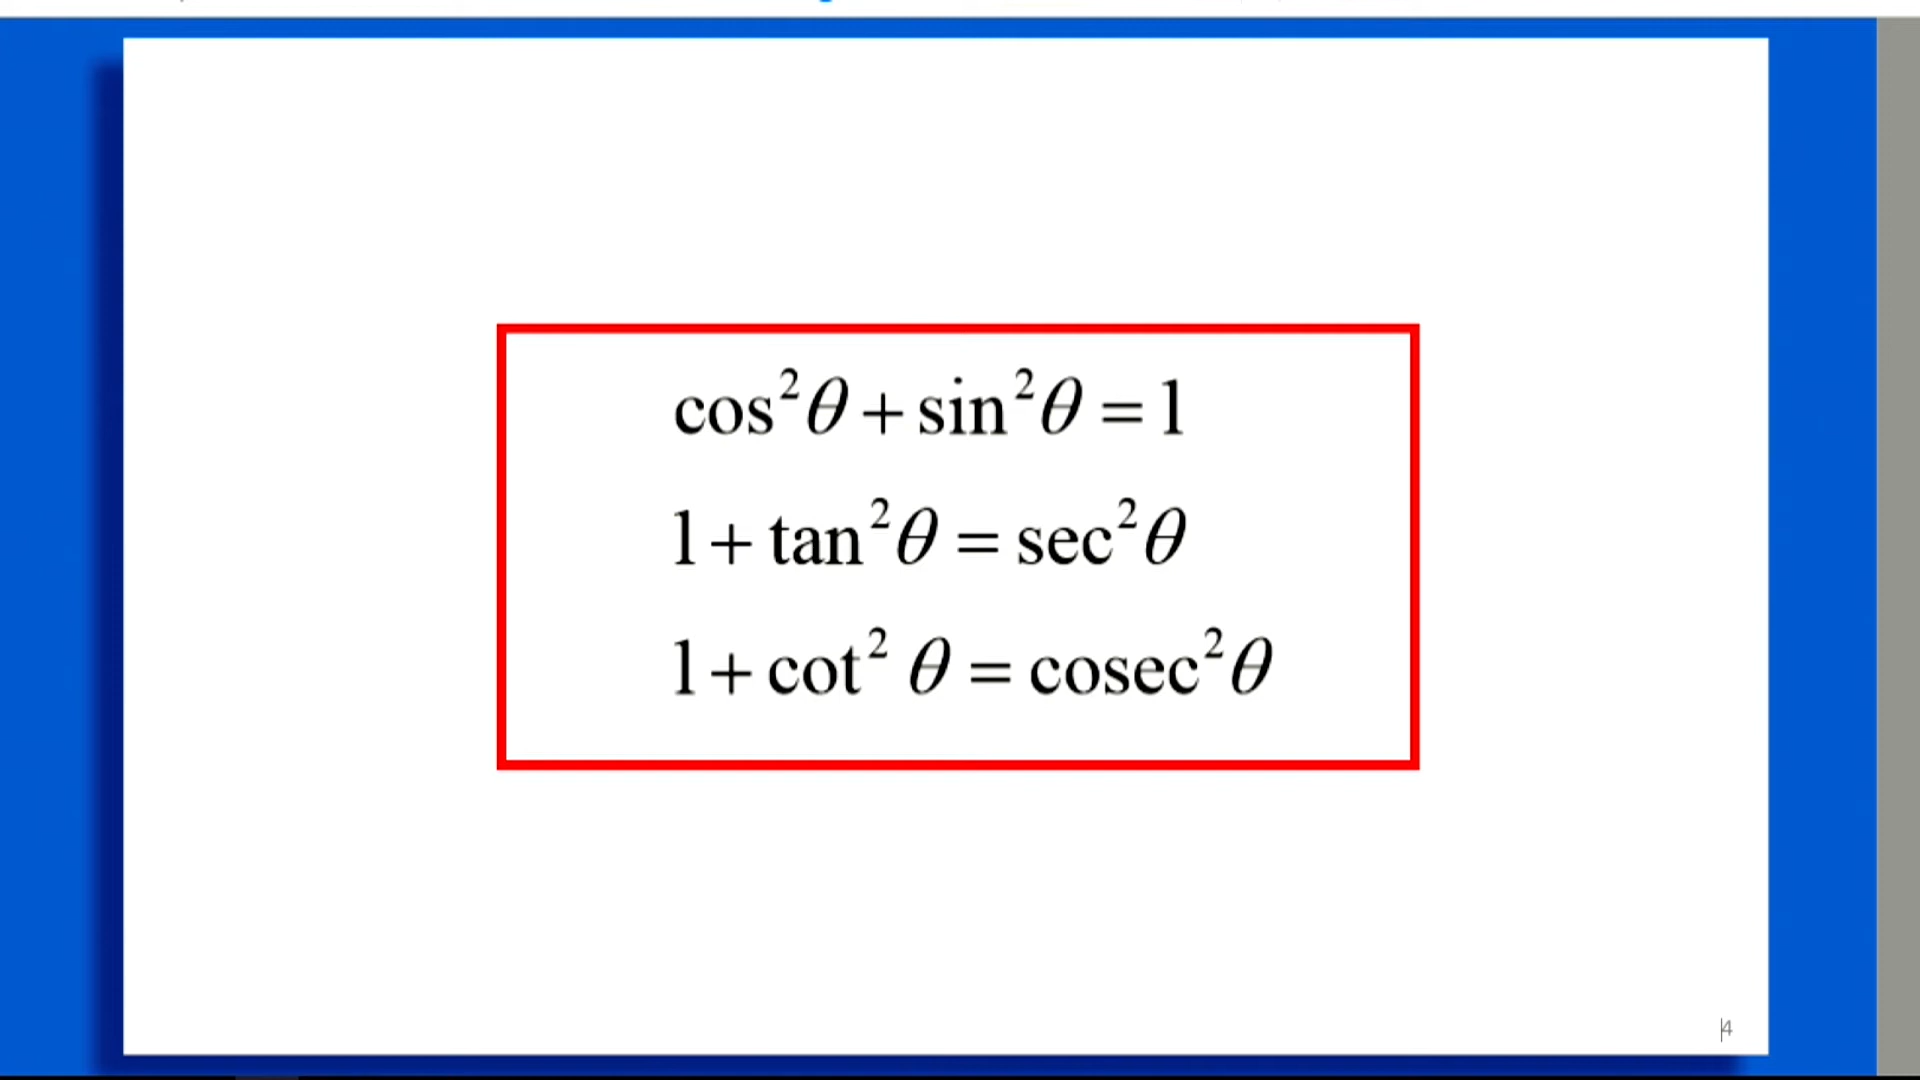 cos²θ + sin²θ = 1
1 + tan²θ = sec²θ
1 + cot² θ = cosec²θ
4